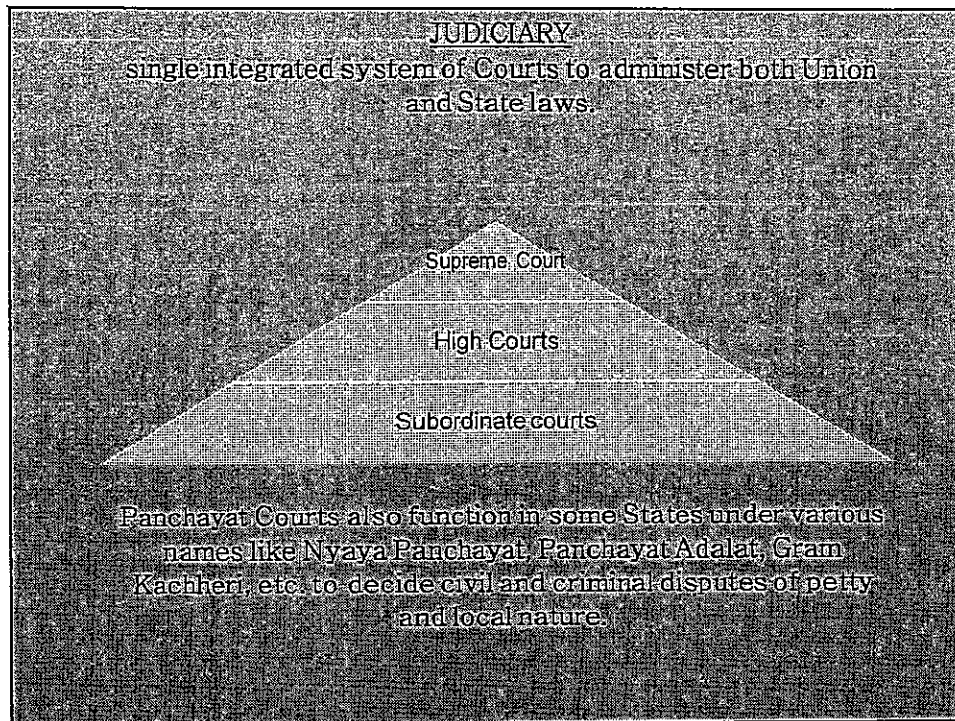 JUDICIARY
single integrated system of Courts to administer both Union
and State laws.
Supreme Court
High Courts
Subordinate courts
Panchayat Courts also function in some States under various
names like Nyaya Panchayat, Panchayat Adalat, Gram
Kachheri, etc. to decide civil and criminal disputes of petty
and local nature.